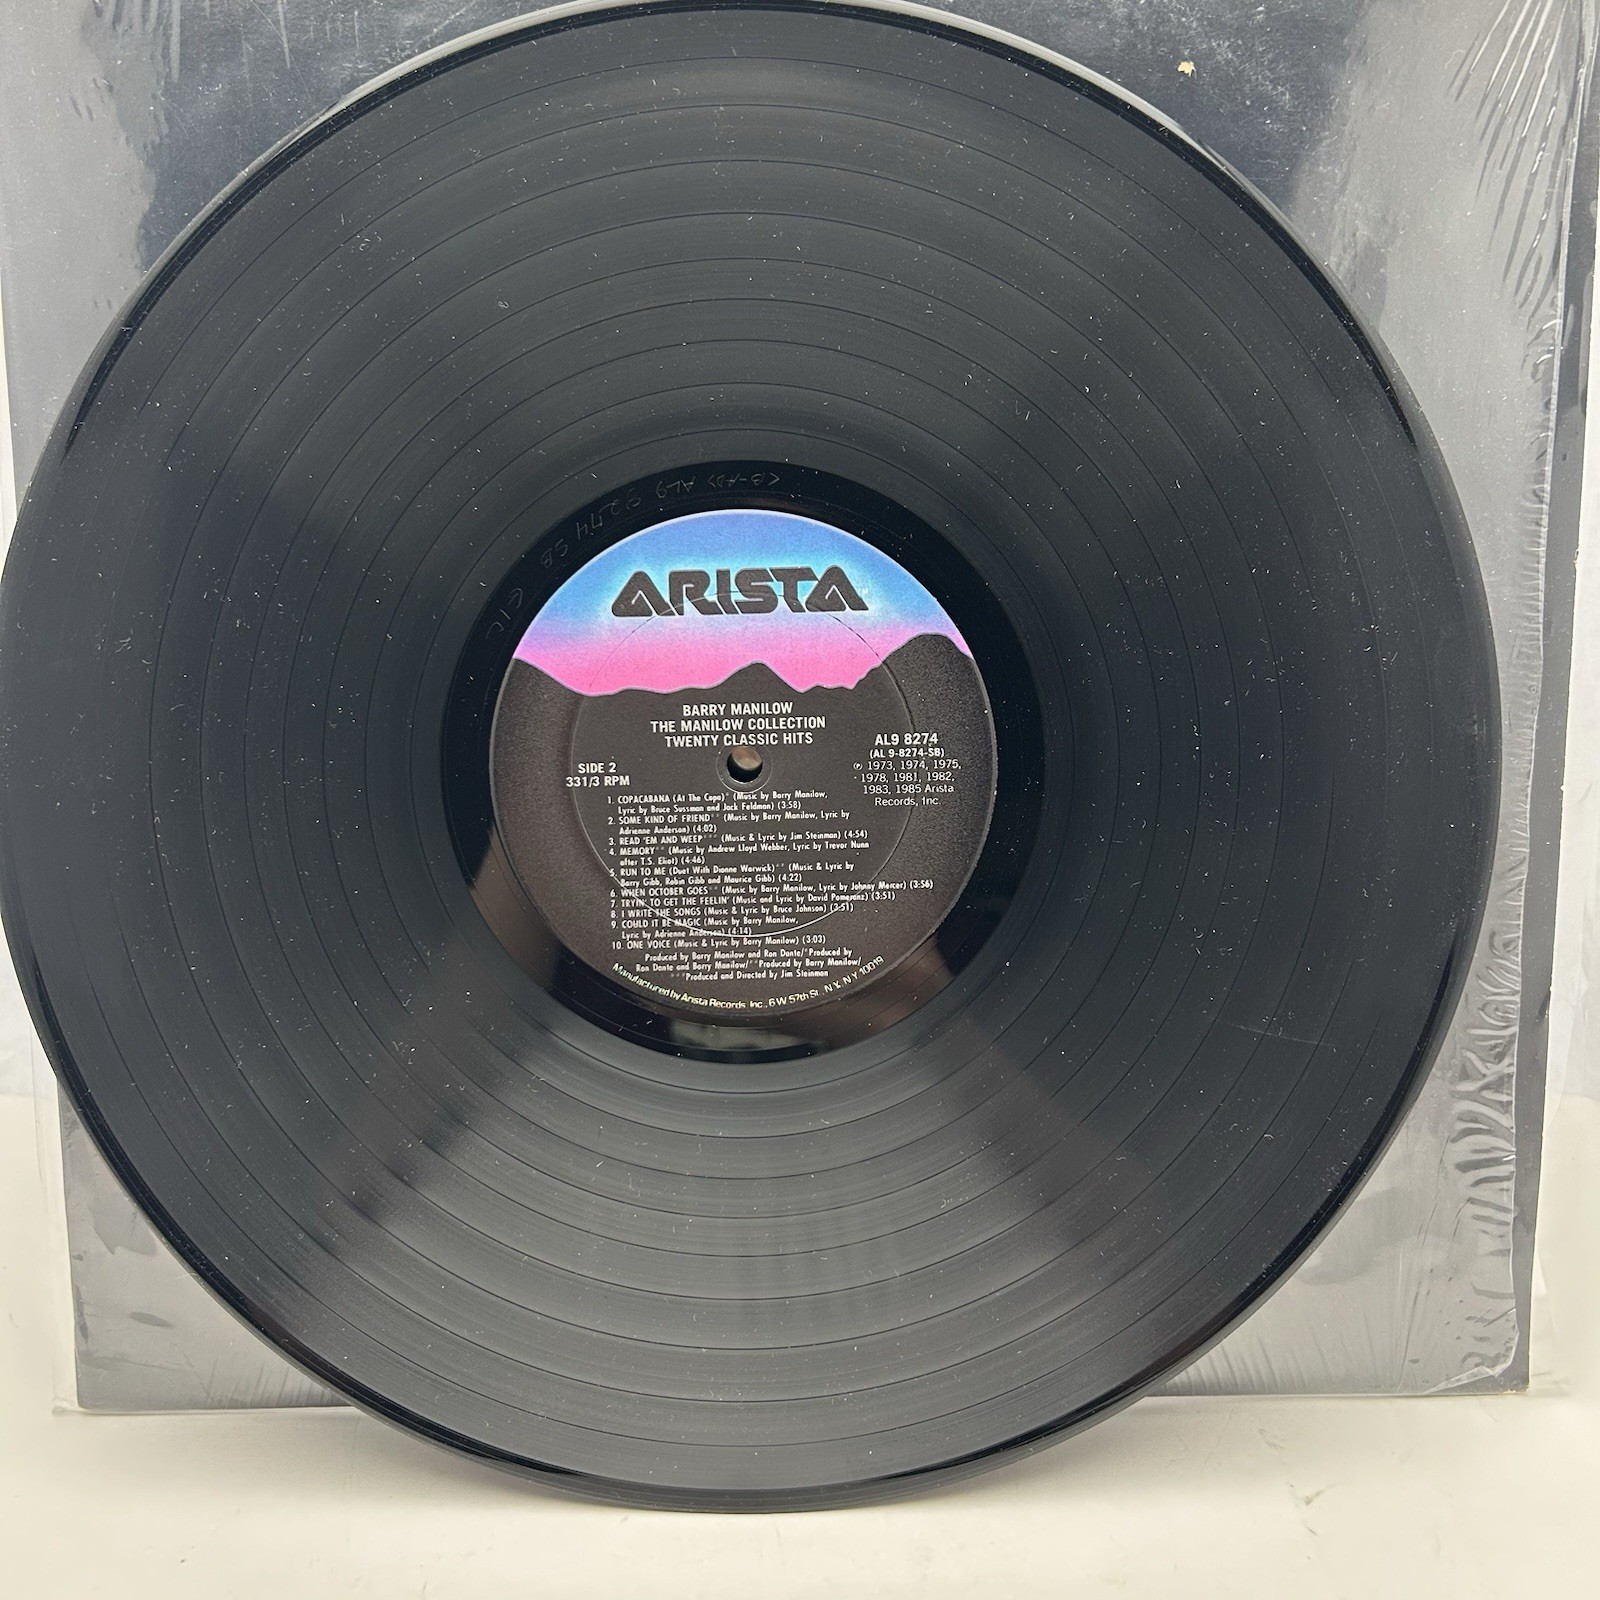 ARISTA
BARRY MANILOW
THE MANILOW COLLECTION
TWENTY CLASSIC HITS
SIDE 2
331/3 RPM
AL9 8274
(AL 9-8274-SB)
℗ 1973, 1974, 1975,
1978, 1981, 1982,
1983, 1985 Arista
Records, Inc.
1. COPACABANA (At The Copa)* (Music by Barry Manilow,
Lyric by Bruce Sussman and Jack Feldman) (3:58)
2. SOME KIND OF FRIEND** (Music by Barry Manilow, Lyric by
Adrienne Anderson) (4:02)
3. READ 'EM AND WEEP*** (Music & Lyric by Jim Steinman) (4:54)
4. MEMORY** (Music by Andrew Lloyd Webber, Lyric by Trevor Nunn
after T.S. Eliot) (4:46)
5. RUN TO ME (Duet With Dionne Warwick)** (Music & Lyric by
Barry Gibb, Robin Gibb and Maurice Gibb) (4:22)
6. WHEN OCTOBER GOES** (Music by Barry Manilow, Lyric by Johnny Mercer) (3:56)
7. TRYIN' TO GET THE FEELIN' (Music and Lyric by David Pomeranz) (3:51)
8. I WRITE THE SONGS (Music & Lyric by Bruce Johnson) (3:51)
9. COULD IT BE MAGIC (Music by Barry Manilow,
Lyric by Adrienne Anderson) (4:14)
10. ONE VOICE (Music & Lyric by Barry Manilow) (3:03)
Produced by Barry Manilow and Ron Dante/*Produced by
Ron Dante and Barry Manilow/**Produced by Barry Manilow/
***Produced and Directed by Jim Steinman
Manufactured by Arista Records, Inc., 6 W 57th St., N.Y., N.Y. 10019
AL9 8274 SB